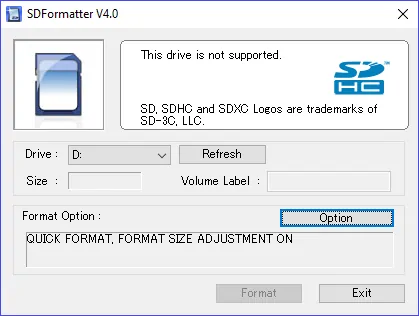 SDFormatter V4.0
This drive is not supported.
SD
HC
SD, SDHC and SDXC Logos are trademarks of
SD-3C, LLC.
Drive : D: Refresh
Size : Volume Label :
Format Option :
Option
QUICK FORMAT, FORMAT SIZE ADJUSTMENT ON
Format Exit